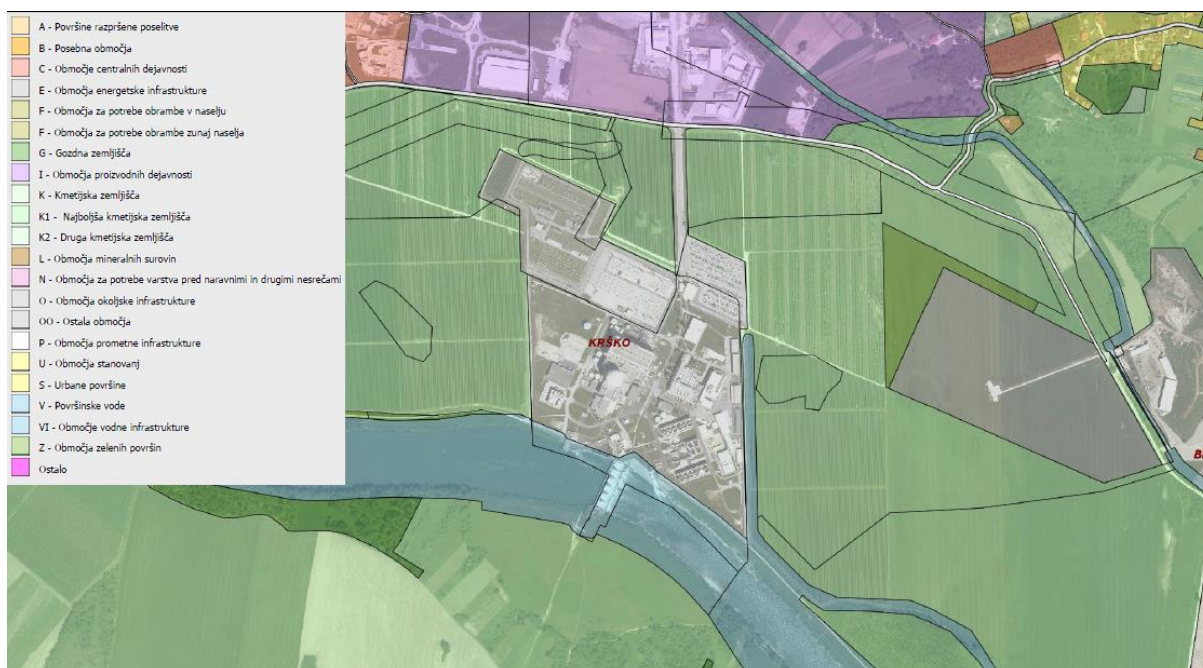 A - Površine razpršene poselitve
B - Posebna območja
C - Območje centralnih dejavnosti
E - Območja energetske infrastrukture
F - Območja za potrebe obrambe v naselju
F - Območja za potrebe obrambe zunaj naselja
G - Gozdna zemljišča
I - Območja proizvodnih dejavnosti
K - Kmetijska zemljišča
K1 - Najboljša kmetijska zemljišča
K2 - Druga kmetijska zemljišča
L - Območja mineralnih surovin
N - Območja za potrebe varstva pred naravnimi in drugimi nesrečami
O - Območja okoljske infrastrukture
OO - Ostala območja
P - Območja prometne infrastrukture
U - Območja stanovanj
S - Urbane površine
V - Površinske vode
VI - Območje vodne infrastrukture
Z - Območja zelenih površin
Ostalo
KRŠKO